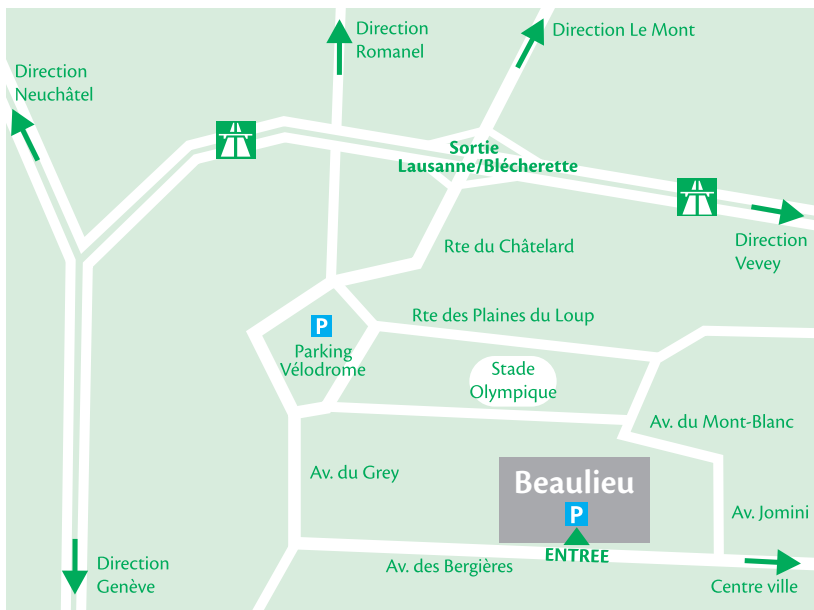 Direction
Romanel
Direction Le Mont
Direction
Neuchâtel
Sortie
Lausanne/Blécherette
Direction
Vevey
Rte du Châtelard
Rte des Plaines du Loup
P
Parking
Vélodrome
Stade
Olympique
Av. du Mont-Blanc
Av. du Grey
Beaulieu
P
ENTREE
Av. Jomini
Av. des Bergières
Direction
Genève
Centre ville